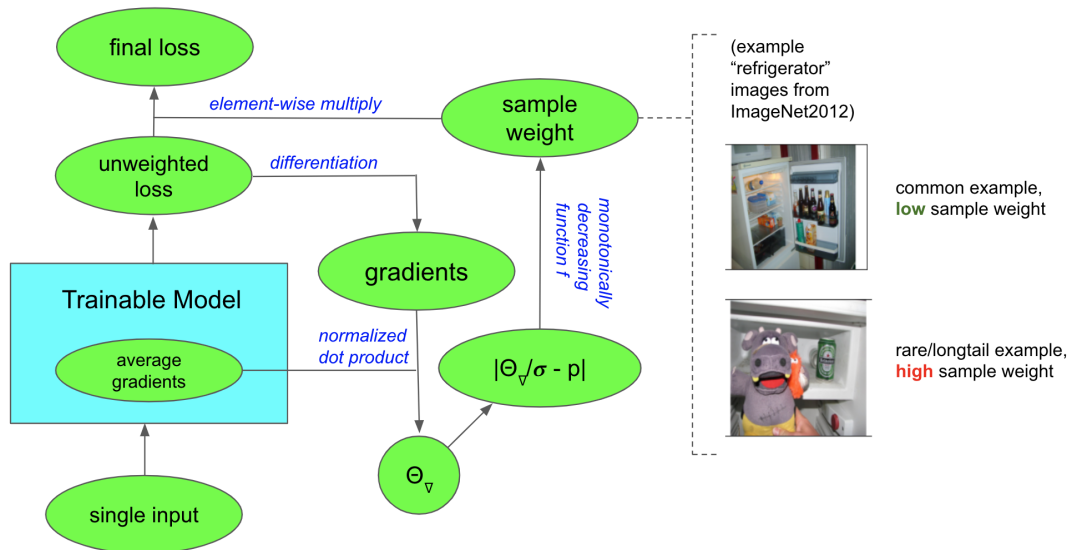 final loss
element-wise multiply
sample
weight
unweighted
loss
differentiation
gradients
monotonically
decreasing
function f
Trainable Model
average
gradients
normalized
dot product
|Θ∇/σ - p|
Θ∇
single input
(example
“refrigerator”
images from
ImageNet2012)
common example,
low sample weight
rare/longtail example,
high sample weight